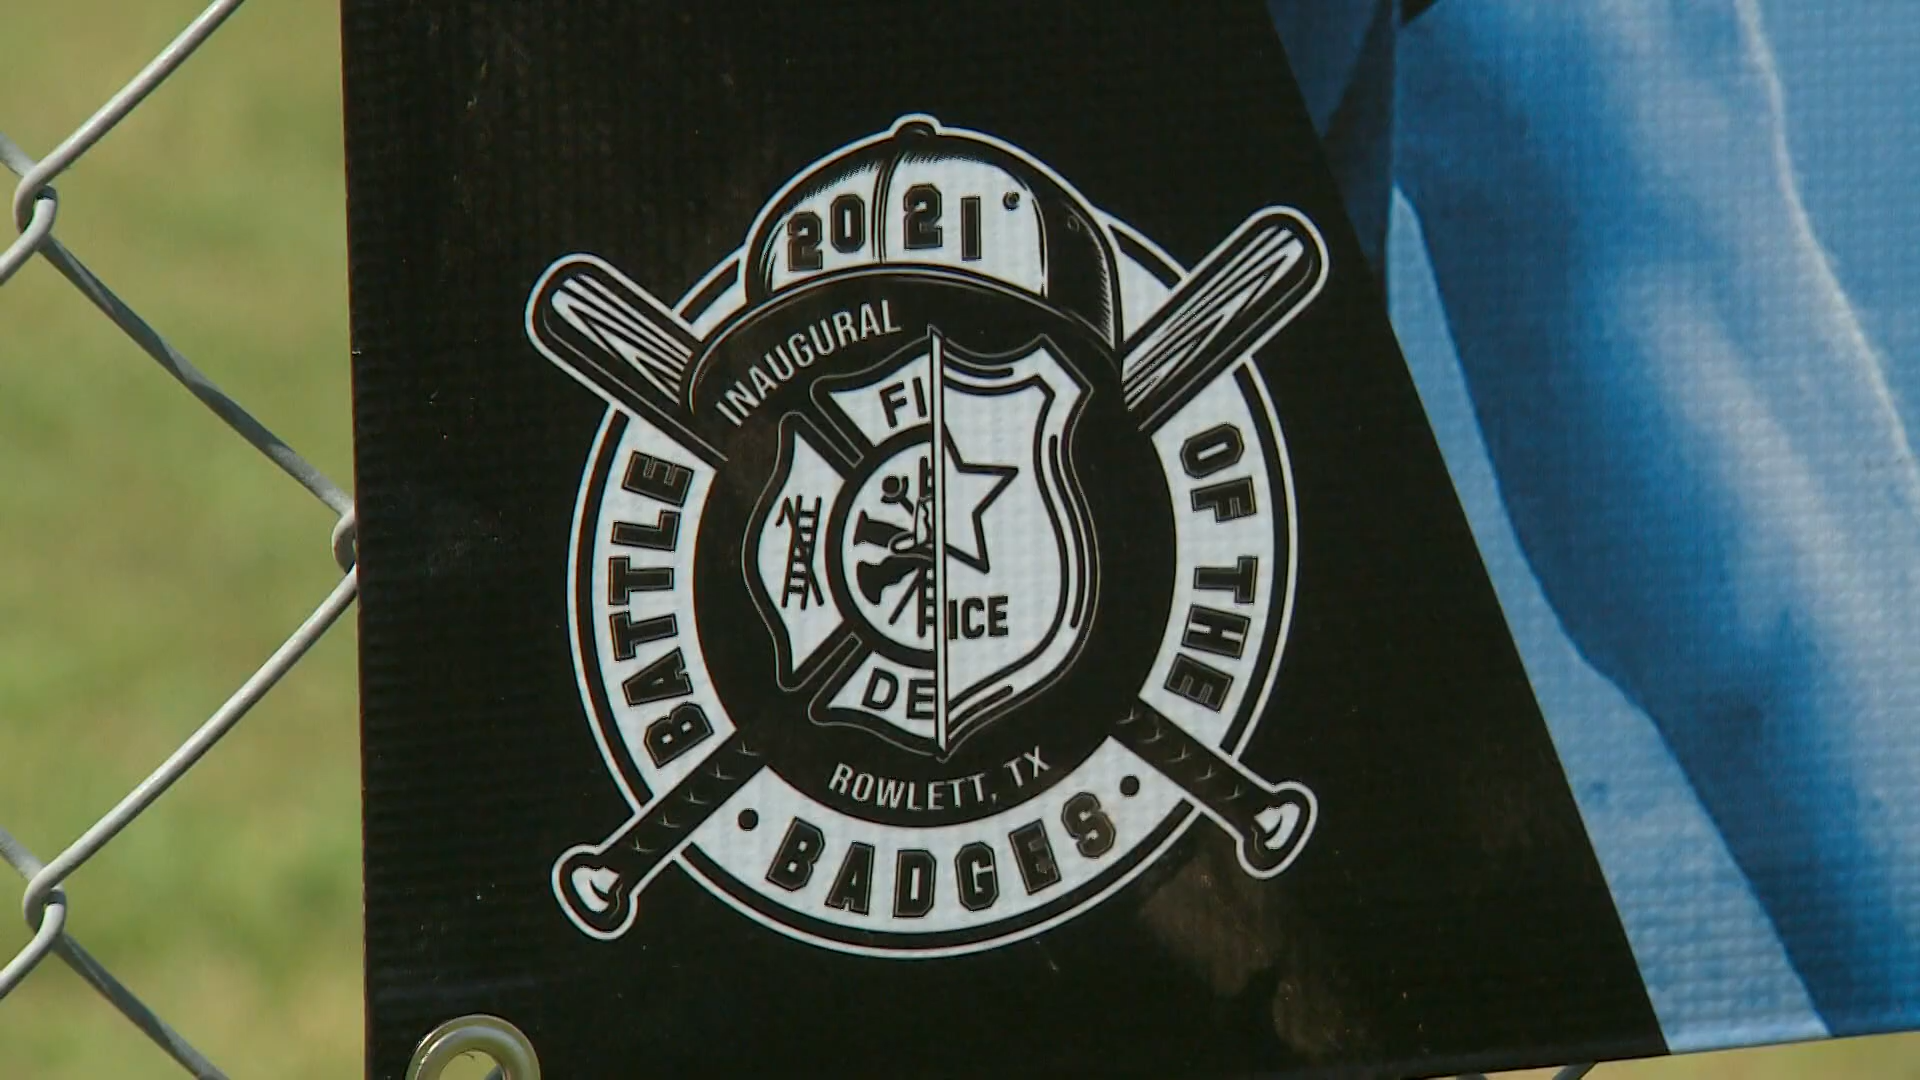 2021
INAUGURAL
FI
ICE
DE
ROWLETT, TX
BATTLE OF THE
• BADGES •